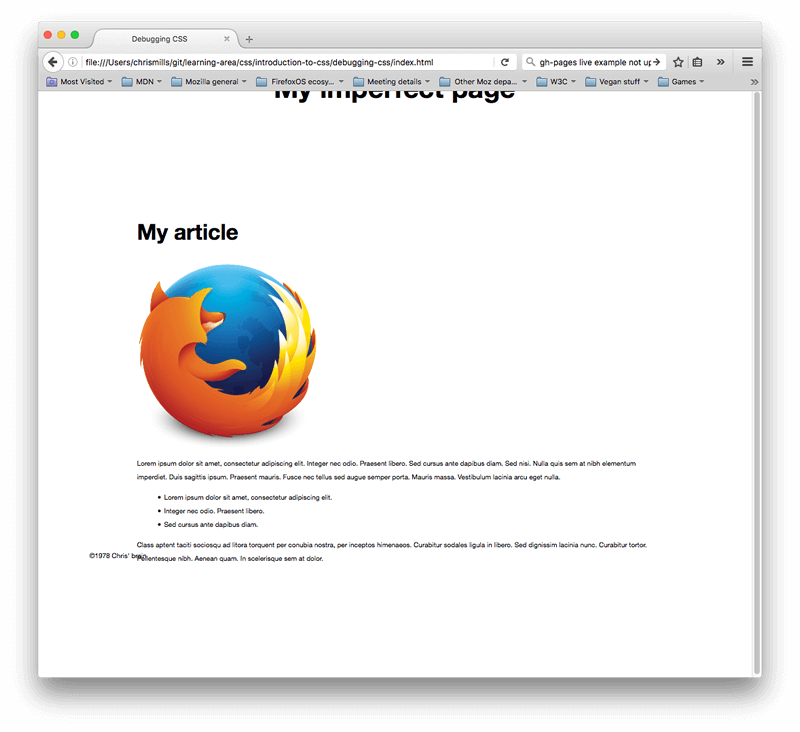 Debugging CSS
file:///Users/chrismills/git/learning-area/css/introduction-to-css/debugging-css/index.html
gh-pages live example not up
Most Visited MDN Mozilla general FirefoxOS ecosy... Meeting details Other Moz depa... W3C Vegan stuff Games
My imperfect page
My article
Lorem ipsum dolor sit amet, consectetur adipiscing elit. Integer nec odio. Praesent libero. Sed cursus ante dapibus diam. Sed nisi. Nulla quis sem at nibh elementum
imperdiet. Duis sagittis ipsum. Praesent mauris. Fusce nec tellus sed augue semper porta. Mauris massa. Vestibulum lacinia arcu eget nulla.
Lorem ipsum dolor sit amet, consectetur adipiscing elit.
Integer nec odio. Praesent libero.
Sed cursus ante dapibus diam.
Class aptent taciti sociosqu ad litora torquent per conubia nostra, per inceptos himenaeos. Curabitur sodales ligula in libero. Sed dignissim lacinia nunc. Curabitur tortor.
©1978 Chris' brain
Pellentesque nibh. Aenean quam. In scelerisque sem at dolor.